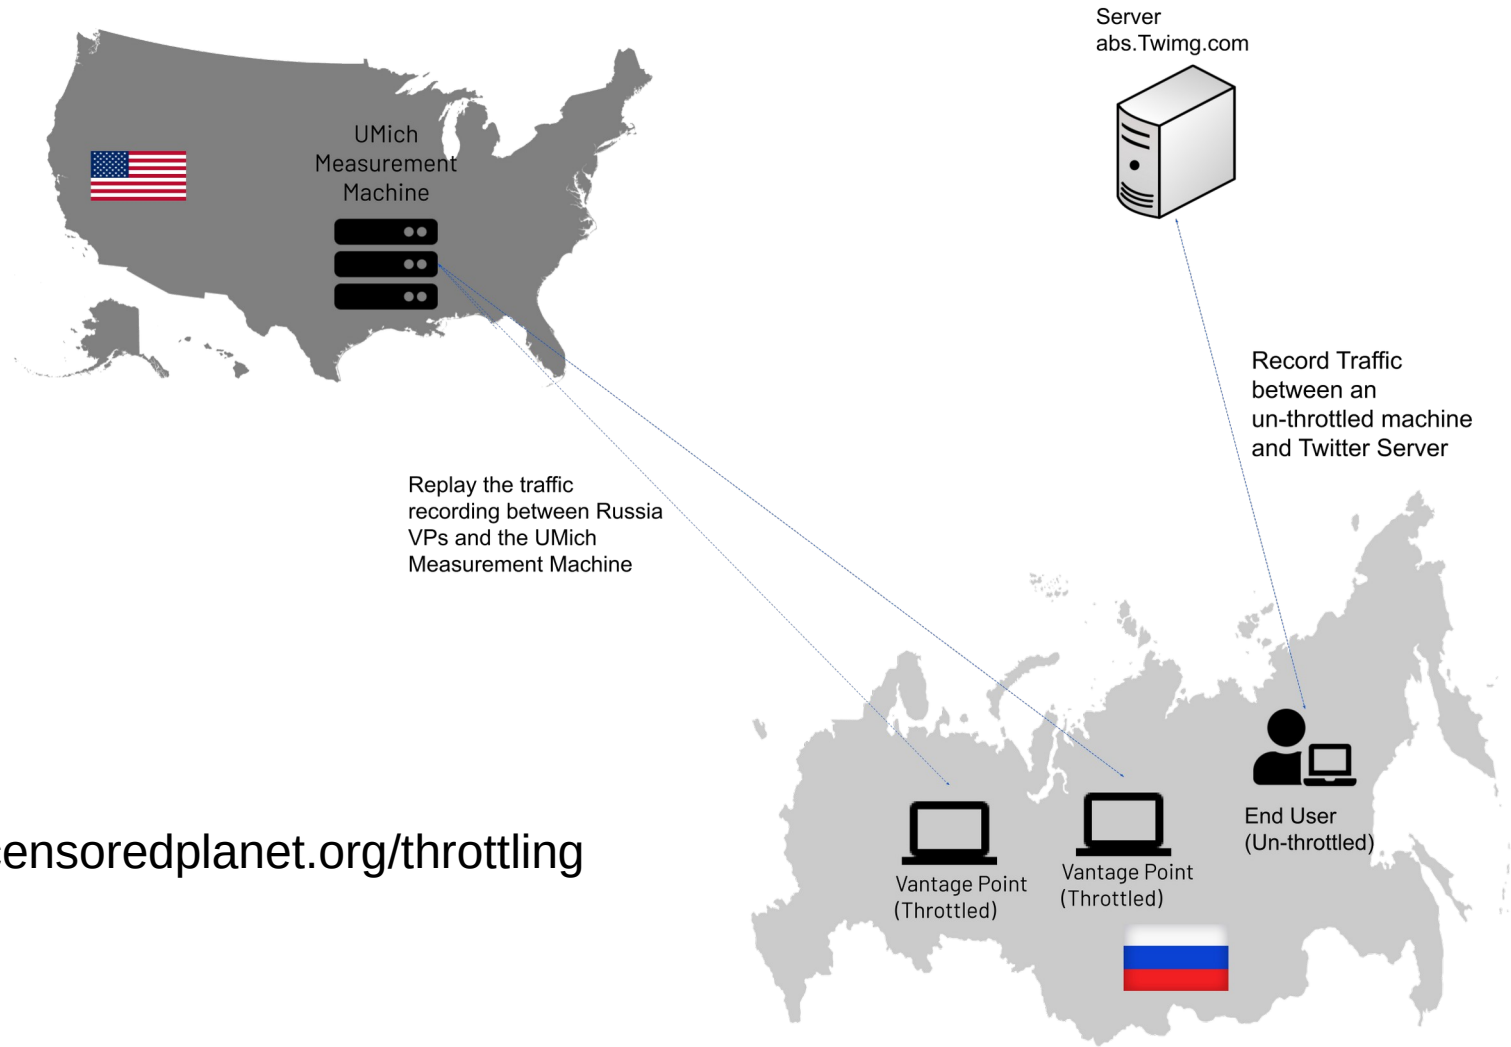 Server
abs.Twimg.com
UMich
Measurement
Machine
Record Traffic
between an
un-throttled machine
and Twitter Server
Replay the traffic
recording between Russia
VPs and the UMich
Measurement Machine
ensoredplanet.org/throttling
End User
(Un-throttled)
Vantage Point
(Throttled)
Vantage Point
(Throttled)